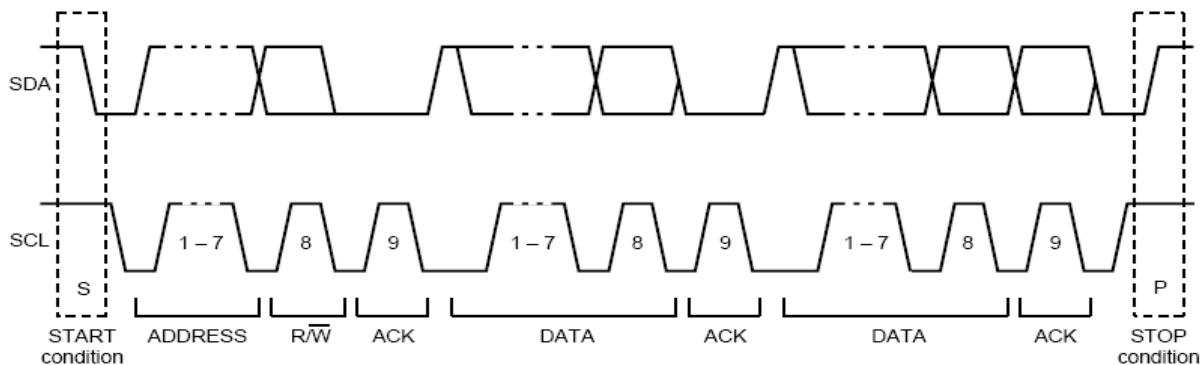 SDA
SCL
1 – 7
8
9
1 – 7
8
9
1 – 7
8
9
S
P
START
condition
ADDRESS
R/W̅
ACK
DATA
ACK
DATA
ACK
STOP
condition